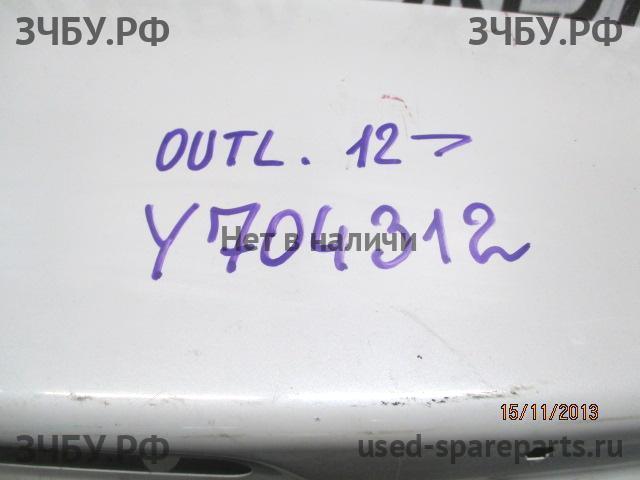 ЗЧБУ.РФ
ЗЧБУ.РФ
OUTL. 12->
Y704312
Нет в наличи
15/11/2013
ЗЧБУ.РФ
used-spareparts.ru